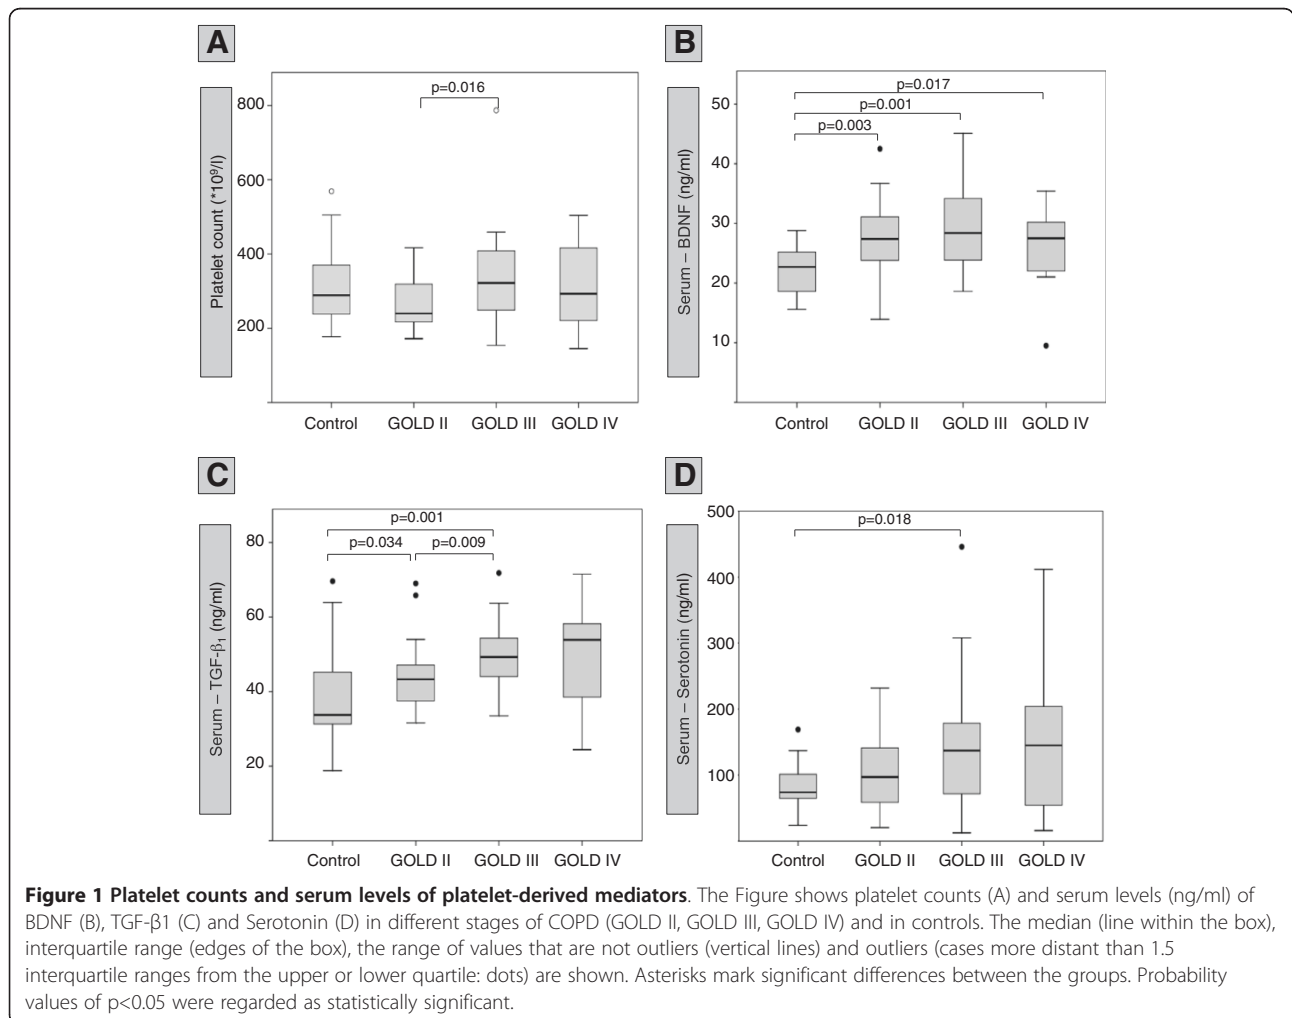 A
Platelet count (*10⁹/l)
800
600
400
200
p=0.016
Control
GOLD II
GOLD III
GOLD IV
B
Serum – BDNF (ng/ml)
50
40
30
20
10
p=0.017
p=0.001
p=0.003
Control
GOLD II
GOLD III
GOLD IV
C
Serum – TGF-β₁ (ng/ml)
80
60
40
20
p=0.001
p=0.034
p=0.009
Control
GOLD II
GOLD III
GOLD IV
D
Serum – Serotonin (ng/ml)
500
400
300
200
100
p=0.018
Control
GOLD II
GOLD III
GOLD IV
Figure 1 Platelet counts and serum levels of platelet-derived mediators. The Figure shows platelet counts (A) and serum levels (ng/ml) of
BDNF (B), TGF-β1 (C) and Serotonin (D) in different stages of COPD (GOLD II, GOLD III, GOLD IV) and in controls. The median (line within the box),
interquartile range (edges of the box), the range of values that are not outliers (vertical lines) and outliers (cases more distant than 1.5
interquartile ranges from the upper or lower quartile: dots) are shown. Asterisks mark significant differences between the groups. Probability
values of p<0.05 were regarded as statistically significant.